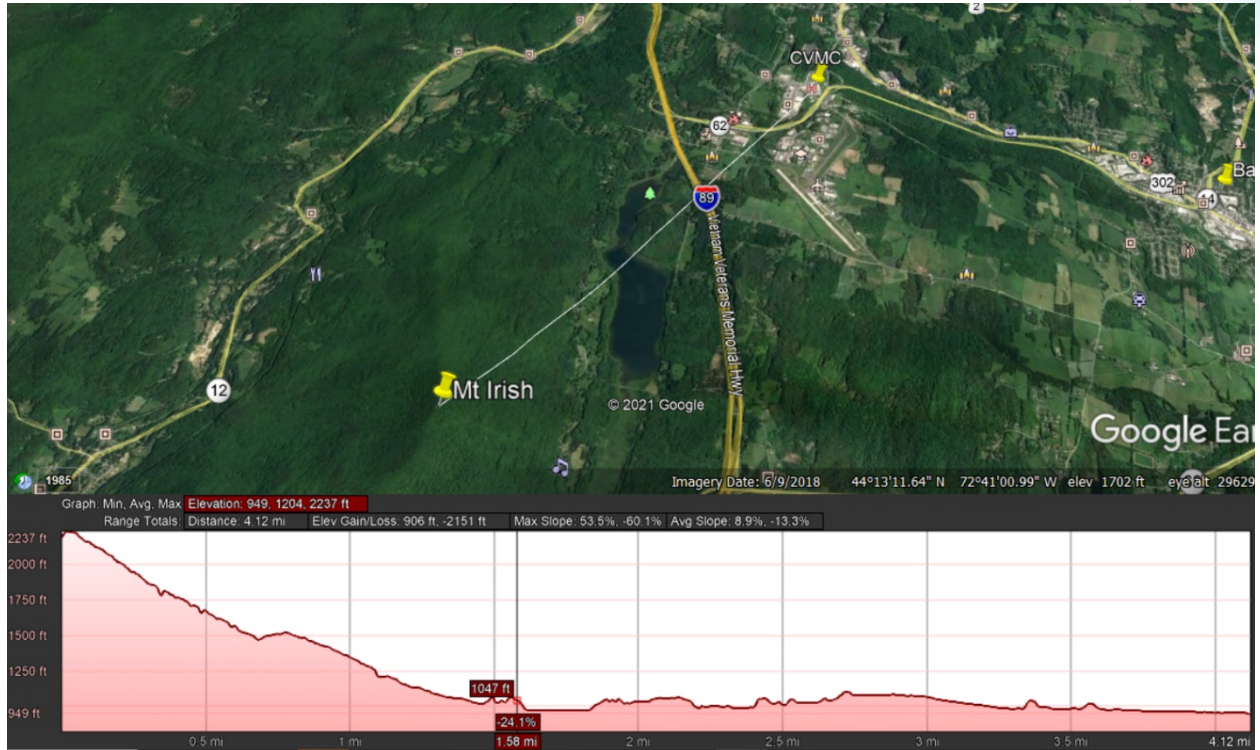 2
CVMC
62
302
Ba
14
89
Vietnam Veterans Memorial Hwy
12
Mt Irish
© 2021 Google
Google Ear
1985
Imagery Date: 6/9/2018 44°13'11.64" N 72°41'00.99" W elev 1702 ft eye alt 29629
Graph: Min, Avg, Max Elevation: 949, 1204, 2237 ft
Range Totals: Distance: 4.12 mi Elev Gain/Loss: 906 ft, -2151 ft Max Slope: 53.5%, -60.1% Avg Slope: 8.9%, -13.3%
2237 ft
2000 ft
1750 ft
1500 ft
1250 ft
1047 ft
949 ft
-24.1%
0.5 mi 1 mi 1.58 mi 2 mi 2.5 mi 3 mi 3.5 mi 4.12 mi